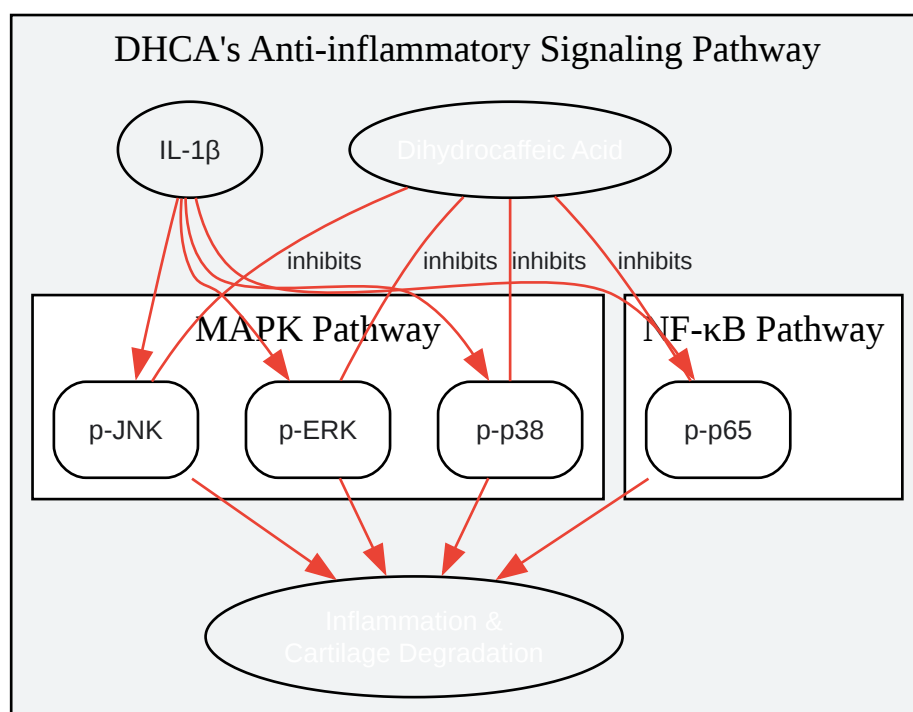 DHCA's Anti-inflammatory Signaling Pathway
IL-1β
Dihydrocaffeic Acid
inhibits
inhibits
inhibits
inhibits
MAPK Pathway
NF-κB Pathway
p-JNK
p-ERK
p-p38
p-p65
Inflammation &
Cartilage Degradation